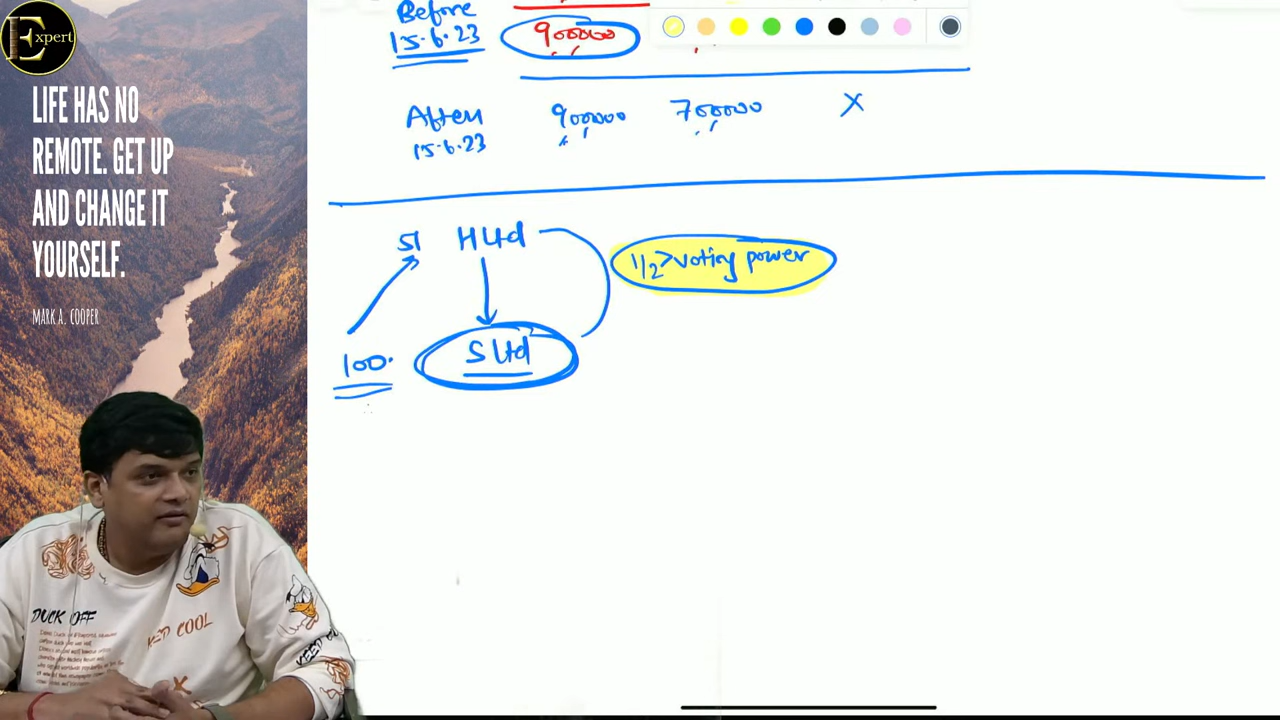 Expert
LIFE HAS NO
REMOTE. GET UP
AND CHANGE IT
YOURSELF.
MARK A. COOPER
Before
15.6.23 900000
After 900000 700000 X
15.6.23
51 H Ltd
1/2 > voting power
100. S Ltd
DUCK OFF
KEEP COOL